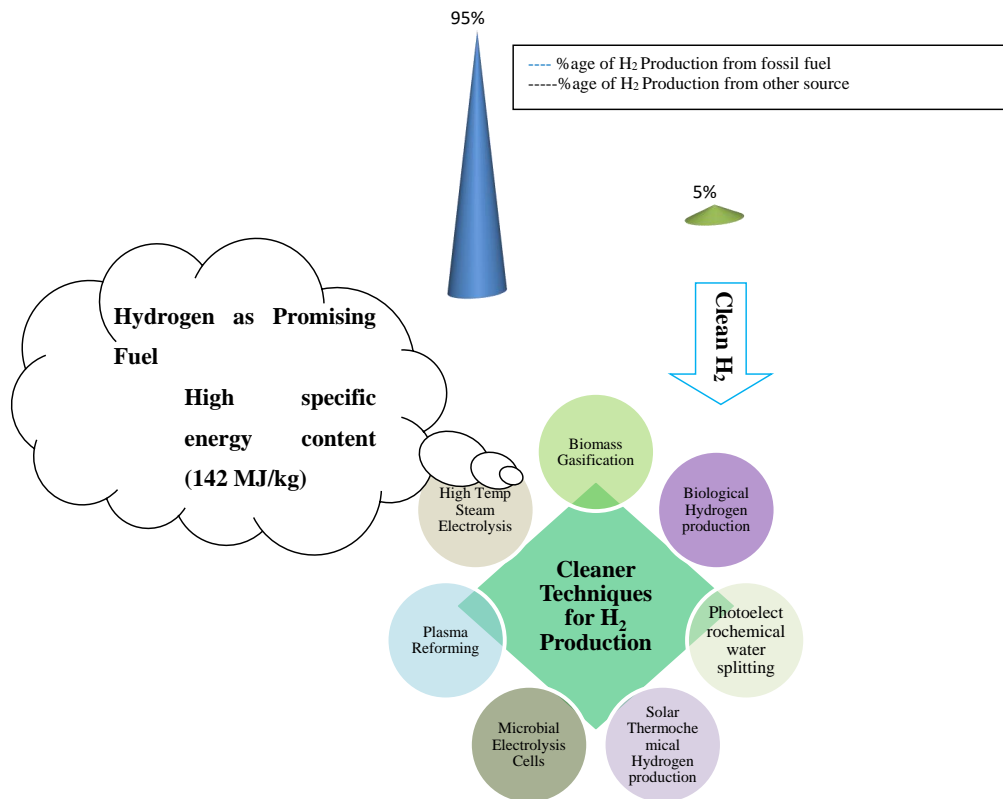 95%
---- %age of H2 Production from fossil fuel
-----%age of H2 Production from other source
5%
Clean H2
Hydrogen as Promising
Fuel
High specific
energy content
(142 MJ/kg)
Biomass
Gasification
High Temp
Steam
Electrolysis
Biological
Hydrogen
production
Cleaner
Techniques
for H2
Production
Plasma
Reforming
Photoelect
rochemical
water
splitting
Microbial
Electrolysis
Cells
Solar
Thermoche
mical
Hydrogen
production